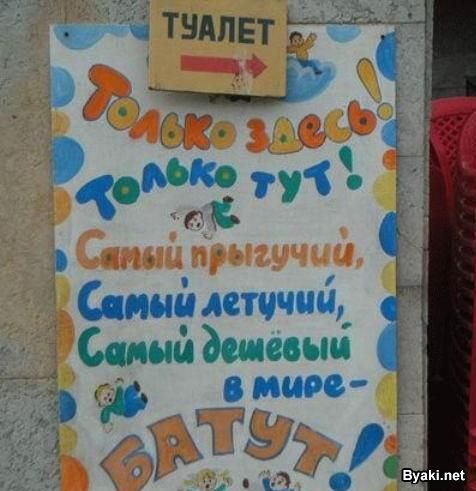 ТУАЛЕТ
Только здесь!
Только тут!
Самый прыгучий,
Самый летучий,
Самый дешёвый
в мире-
БАТУТ!
Byaki.net